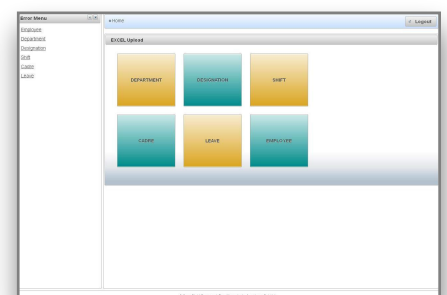 Error Menu
Employee
Department
Designation
Shift
Cadre
Leave
Home
Logout
EXCEL Upload
DEPARTMENT
DESIGNATION
SHIFT
CADRE
LEAVE
EMPLOYEE